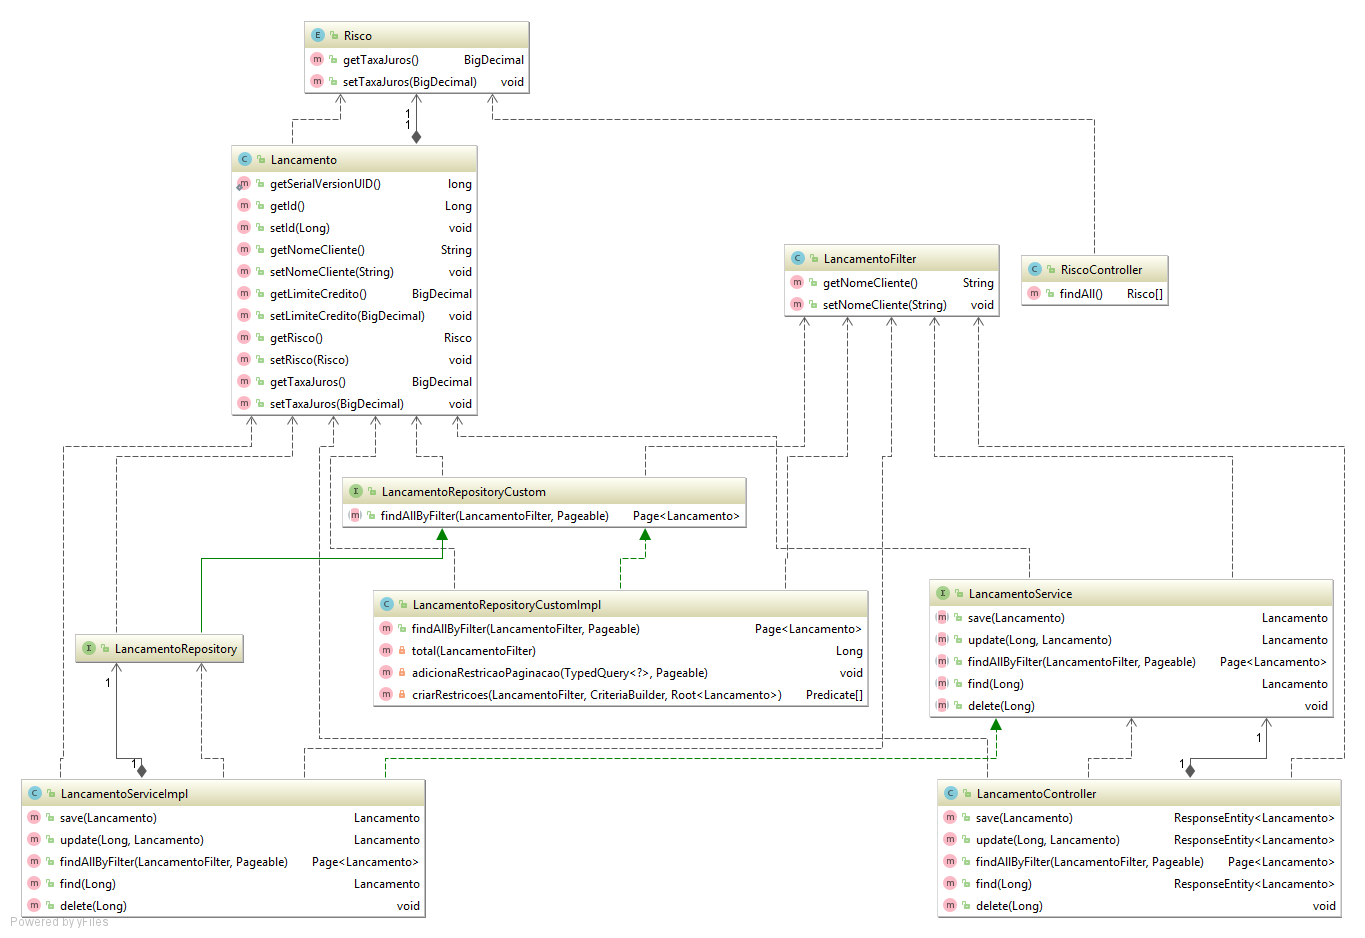 E Risco
m getTaxaJuros() BigDecimal
m setTaxaJuros(BigDecimal) void
1
1
C Lancamento
m getSerialVersionUID() long
m getId() Long
m setId(Long) void
m getNomeCliente() String
m setNomeCliente(String) void
m getLimiteCredito() BigDecimal
m setLimiteCredito(BigDecimal) void
m getRisco() Risco
m setRisco(Risco) void
m getTaxaJuros() BigDecimal
m setTaxaJuros(BigDecimal) void
C LancamentoFilter
m getNomeCliente() String
m setNomeCliente(String) void
C RiscoController
m findAll() Risco[]
I LancamentoRepositoryCustom
m findAllByFilter(LancamentoFilter, Pageable) Page<Lancamento>
C LancamentoRepositoryCustomImpl
m findAllByFilter(LancamentoFilter, Pageable) Page<Lancamento>
m total(LancamentoFilter) Long
m adicionaRestricaoPaginacao(TypedQuery<?>, Pageable) void
m criarRestricoes(LancamentoFilter, CriteriaBuilder, Root<Lancamento>) Predicate[]
I LancamentoService
m save(Lancamento) Lancamento
m update(Long, Lancamento) Lancamento
m findAllByFilter(LancamentoFilter, Pageable) Page<Lancamento>
m find(Long) Lancamento
m delete(Long) void
I LancamentoRepository
1
1
1
1
C LancamentoServiceImpl
m save(Lancamento) Lancamento
m update(Long, Lancamento) Lancamento
m findAllByFilter(LancamentoFilter, Pageable) Page<Lancamento>
m find(Long) Lancamento
m delete(Long) void
C LancamentoController
m save(Lancamento) ResponseEntity<Lancamento>
m update(Long, Lancamento) ResponseEntity<Lancamento>
m findAllByFilter(LancamentoFilter, Pageable) Page<Lancamento>
m find(Long) ResponseEntity<Lancamento>
m delete(Long) void
Powered by yFiles